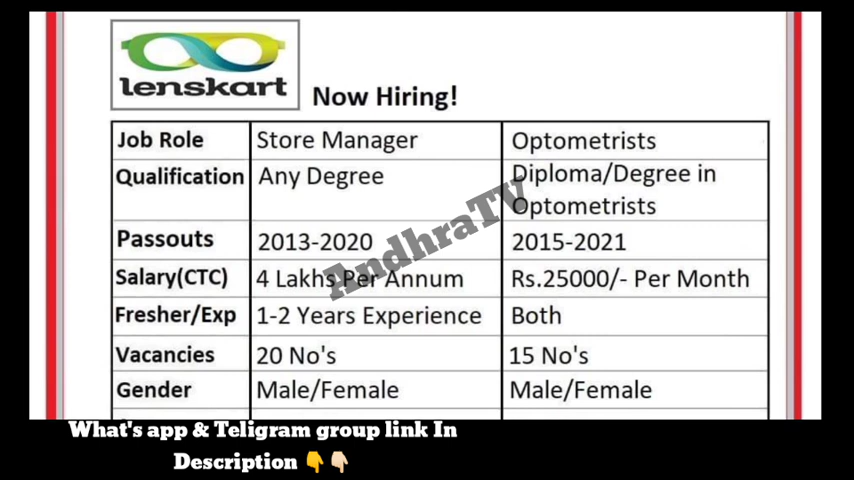 lenskart
Now Hiring!
Job Role Store Manager Optometrists
Qualification Any Degree Diploma/Degree in
Optometrists
Passouts 2013-2020 2015-2021
Salary(CTC) 4 Lakhs Per Annum Rs.25000/- Per Month
Fresher/Exp 1-2 Years Experience Both
Vacancies 20 No's 15 No's
Gender Male/Female Male/Female
AndhraTV
What's app & Teligram group link In
Description 👇👇🏻